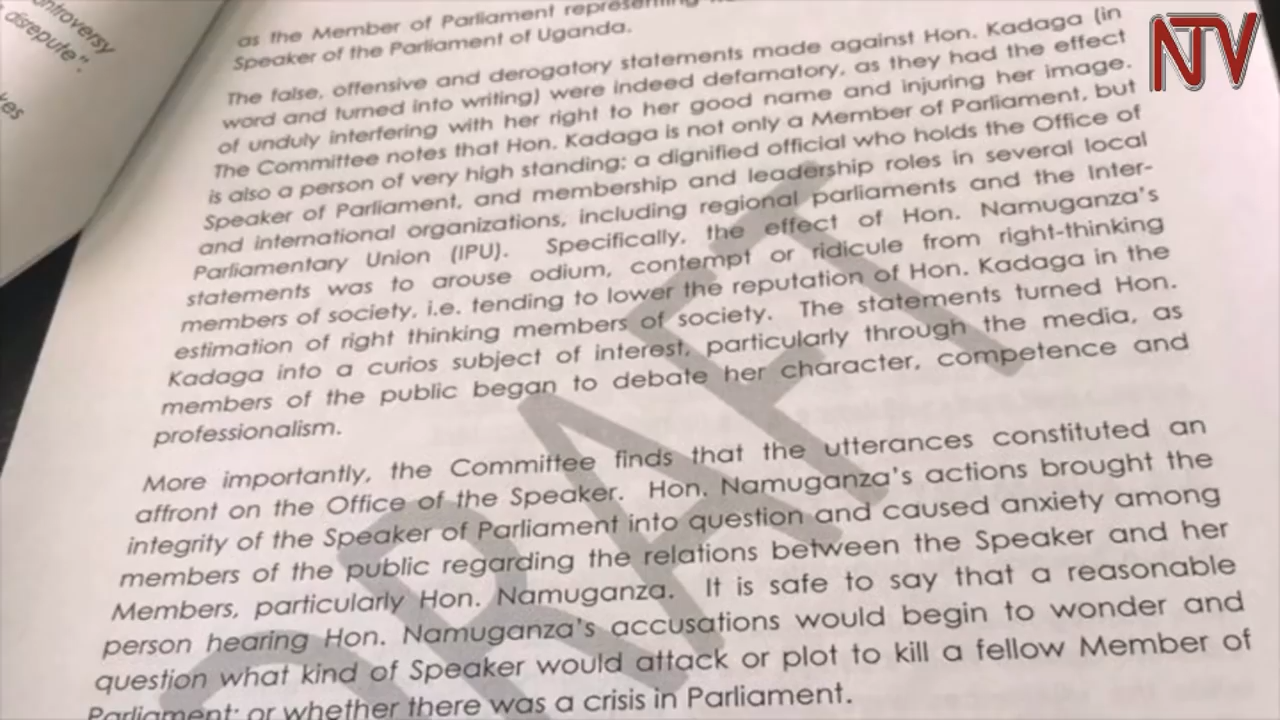 ontroversy
disrepute".
kes
NTV
as the Member of Parliament representing
Speaker of the Parliament of Uganda.
The false, offensive and derogatory statements made against Hon. Kadaga (in
word and turned into writing) were indeed defamatory, as they had the effect
of unduly interfering with her right to her good name and injuring her image.
The Committee notes that Hon. Kadaga is not only a Member of Parliament, but
is also a person of very high standing: a dignified official who holds the Office of
Speaker of Parliament, and membership and leadership roles in several local
and international organizations, including regional parliaments and the Inter-
Parliamentary Union (IPU). Specifically, the effect of Hon. Namuganza's
statements was to arouse odium, contempt or ridicule from right-thinking
members of society, i.e. tending to lower the reputation of Hon. Kadaga in the
estimation of right thinking members of society. The statements turned Hon.
Kadaga into a curios subject of interest, particularly through the media, as
members of the public began to debate her character, competence and
professionalism.
More importantly, the Committee finds that the utterances constituted an
affront on the Office of the Speaker. Hon. Namuganza's actions brought the
integrity of the Speaker of Parliament into question and caused anxiety among
members of the public regarding the relations between the Speaker and her
Members, particularly Hon. Namuganza. It is safe to say that a reasonable
person hearing Hon. Namuganza's accusations would begin to wonder and
question what kind of Speaker would attack or plot to kill a fellow Member of
Parliament; or whether there was a crisis in Parliament.
DRAFT